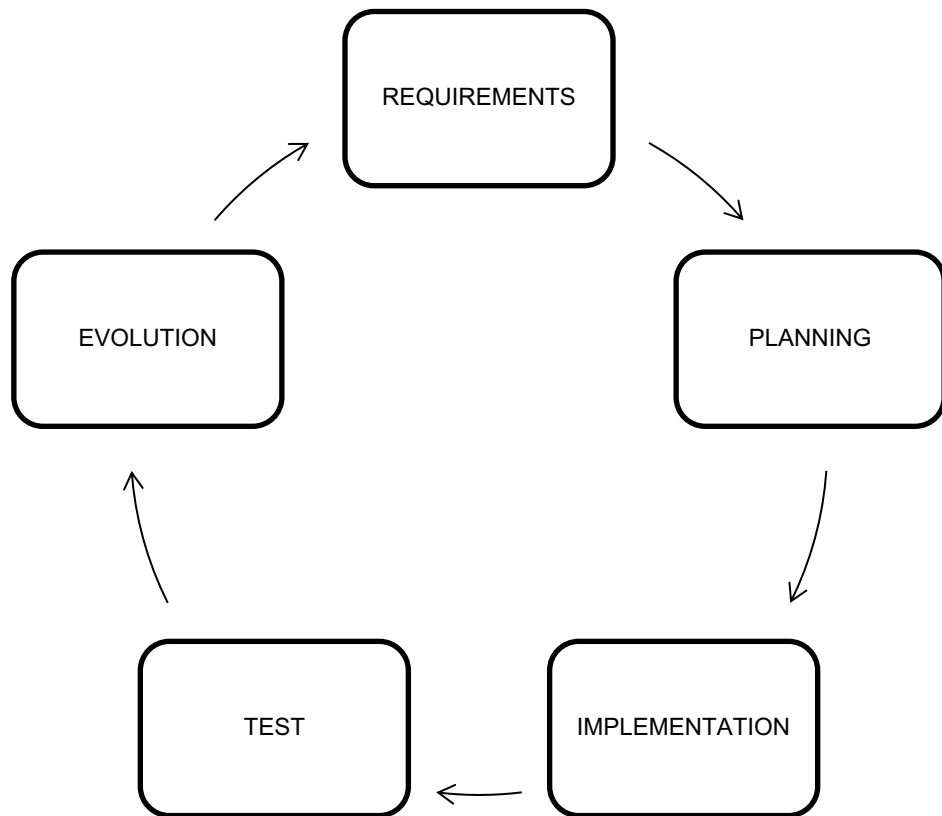 REQUIREMENTS
PLANNING
IMPLEMENTATION
TEST
EVOLUTION